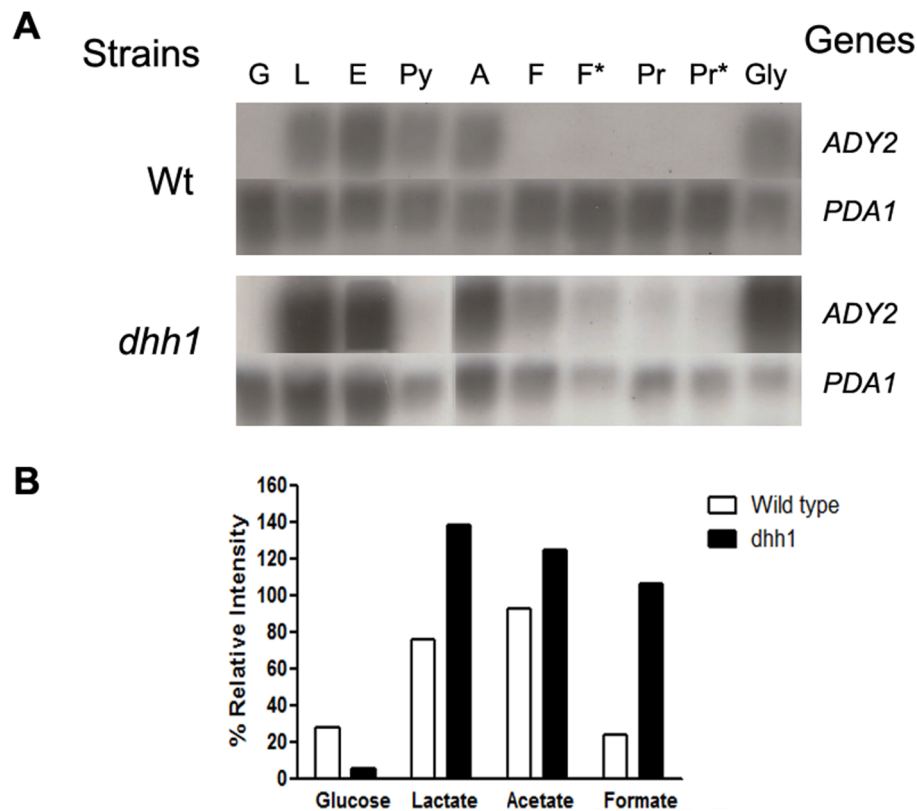 A
Strains
Genes
G L E Py A F F* Pr Pr* Gly
Wt
ADY2
PDA1
dhh1
ADY2
PDA1
B
% Relative Intensity
160
140
120
100
80
60
40
20
0
Glucose Lactate Acetate Formate
Wild type
dhh1